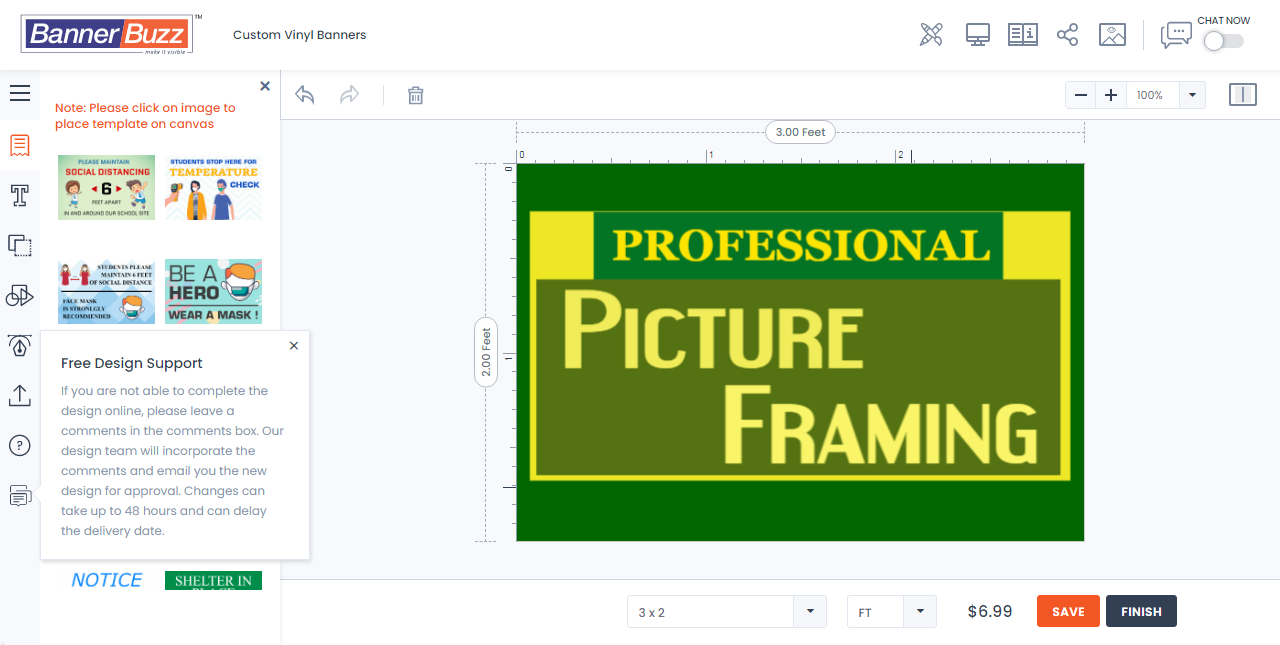 BannerBuzz™
make it visible
Custom Vinyl Banners
CHAT NOW
Note: Please click on image to
place template on canvas
100%
PLEASE MAINTAIN
SOCIAL DISTANCING
6
FEET APART
IN AND AROUND OUR SCHOOL SITE
STUDENTS STOP HERE FOR
TEMPERATURE
CHECK
STUDENTS PLEASE
MAINTAIN 6 FEET
OF SOCIAL DISTANCE
FACE MASK
IS STRONLGLY
RECOMMENDED
BE A
HERO
WEAR A MASK !
Free Design Support
If you are not able to complete the
design online, please leave a
comments in the comments box. Our
design team will incorporate the
comments and email you the new
design for approval. Changes can
take up to 48 hours and can delay
the delivery date.
NOTICE
SHELTER IN
PLACE
3.00 Feet
0 1 2
0
1
2.00 Feet
PROFESSIONAL
PICTURE
FRAMING
3 x 2
FT
$6.99
SAVE
FINISH